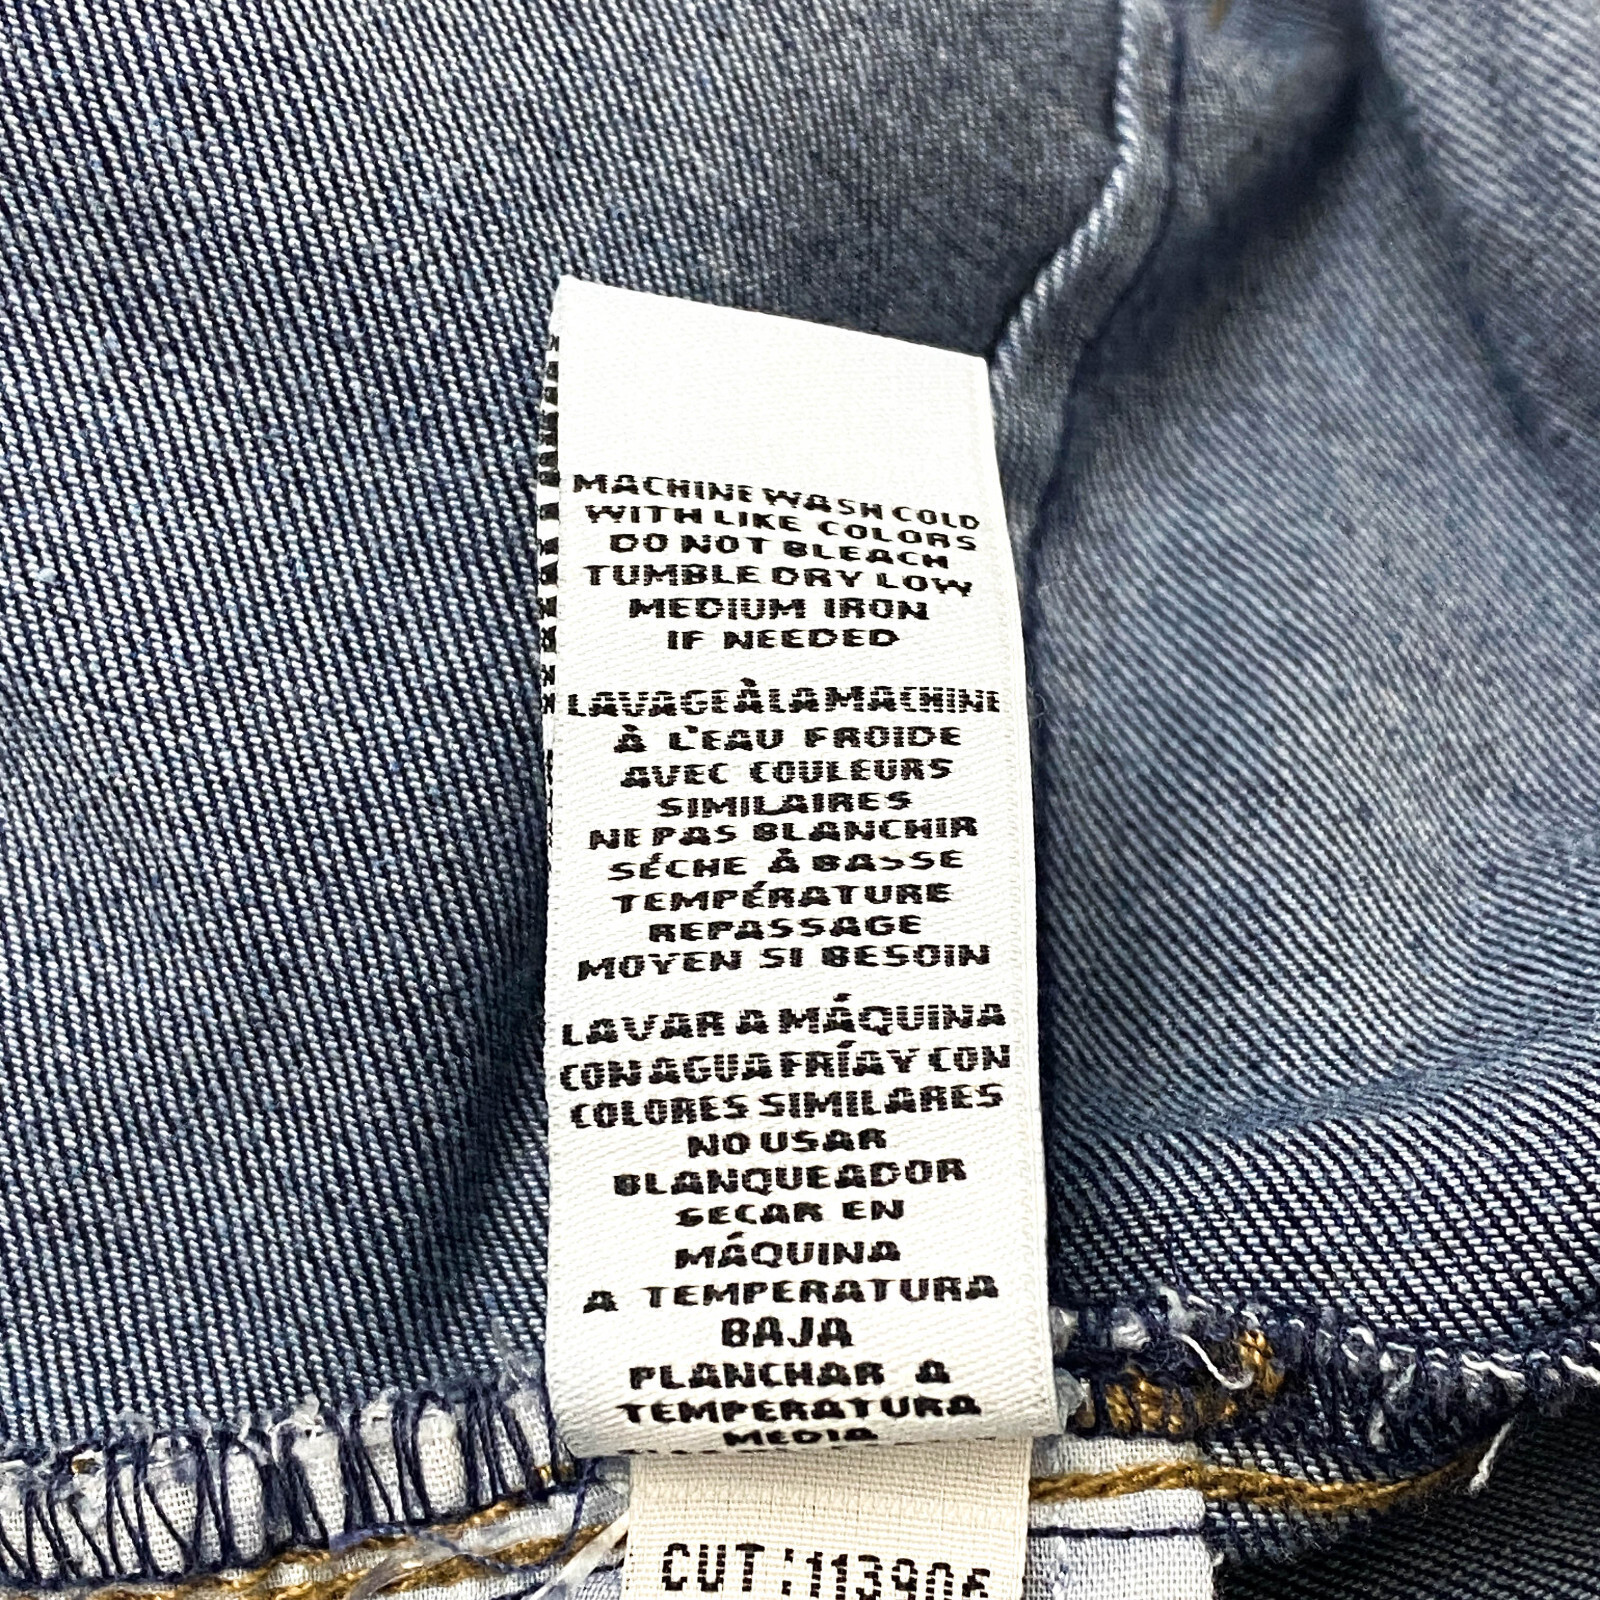 MACHINE WASH COLD
WITH LIKE COLORS
DO NOT BLEACH
TUMBLE DRY LOW
MEDIUM IRON
IF NEEDED
LAVAGE À LA MACHINE
À L'EAU FROIDE
AVEC COULEURS
SIMILAIRES
NE PAS BLANCHIR
SÉCHE À BASSE
TEMPÉRATURE
REPASSAGE
MOYEN SI BESOIN
LAVAR A MÁQUINA
CON AGUA FRÍA Y CON
COLORES SIMILARES
NO USAR
BLANQUEADOR
SECAR EN
MÁQUINA
A TEMPERATURA
BAJA
PLANCHAR A
TEMPERATURA
MEDIA
CUT: